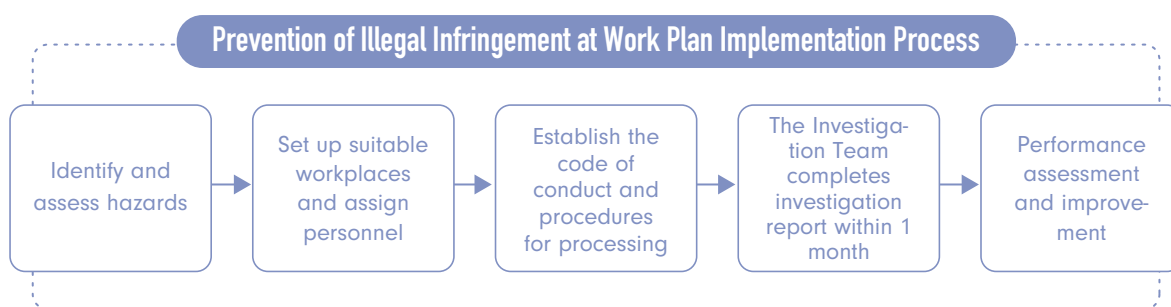 Prevention of Illegal Infringement at Work Plan Implementation Process
Identify and
assess hazards
Set up suitable
workplaces
and assign
personnel
Establish the
code of
conduct and
procedures
for processing
The Investiga-
tion Team
completes
investigation
report within 1
month
Performance
assessment
and improve-
ment